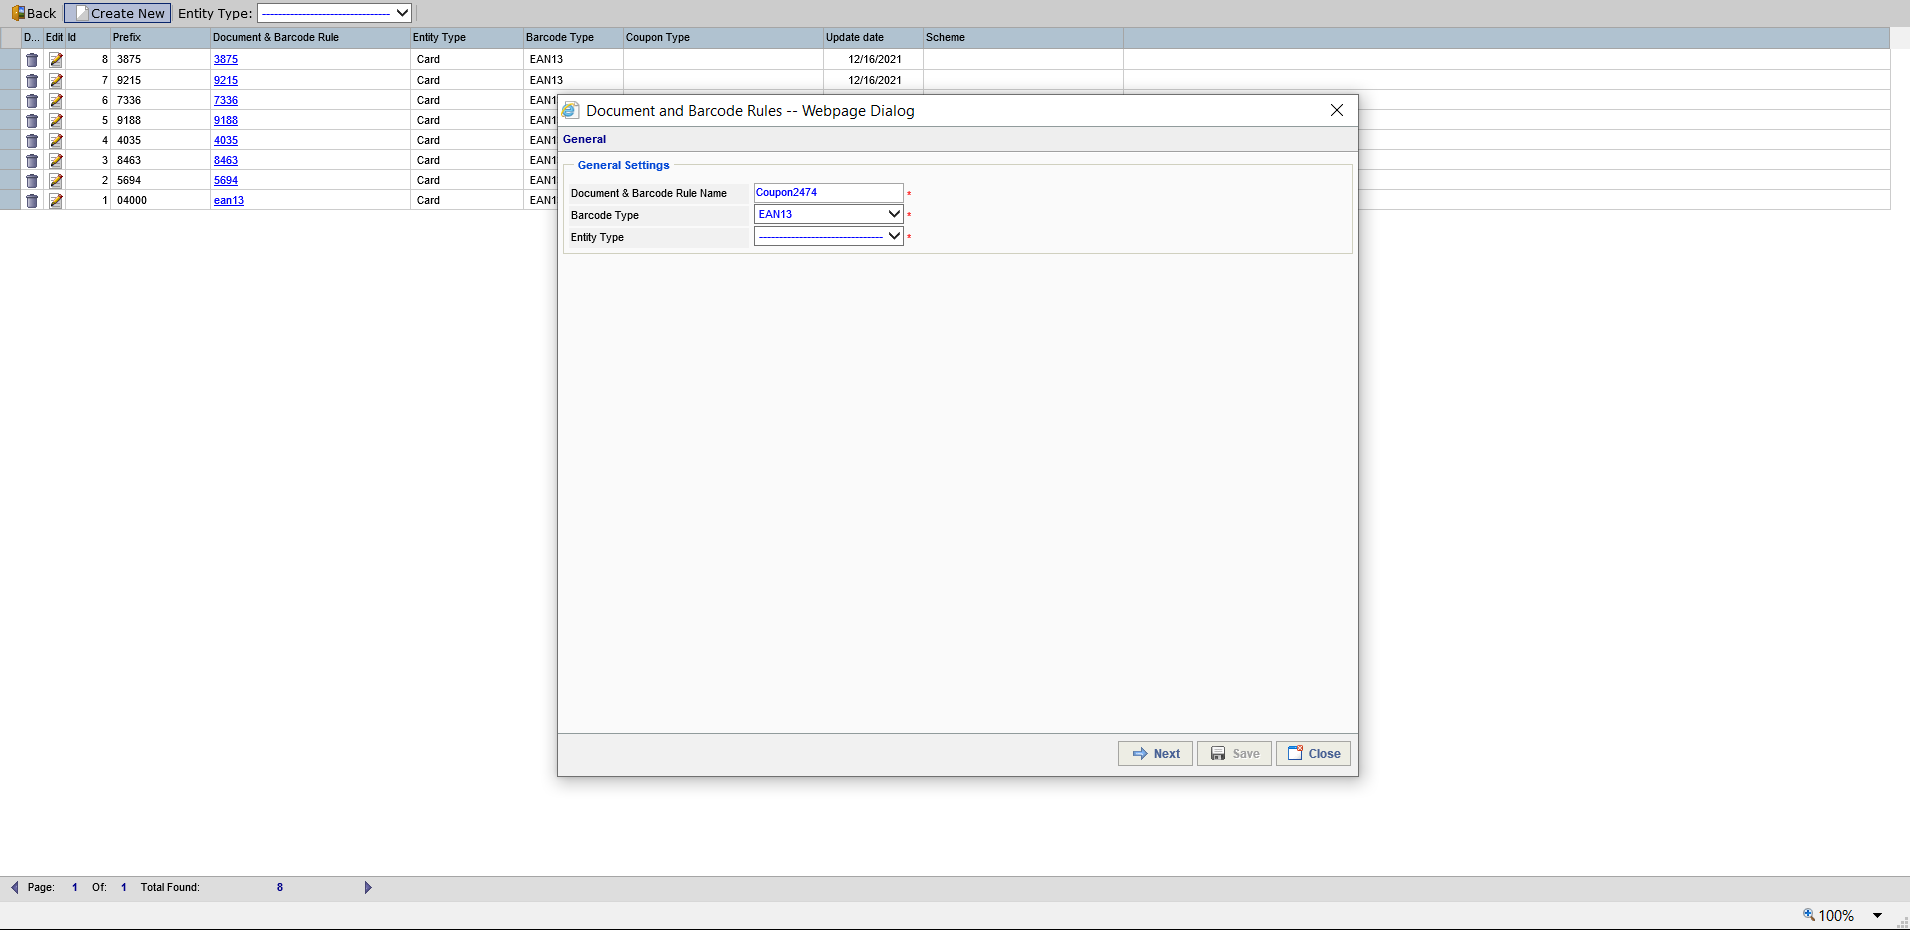 Back Create New Entity Type: --------------------------------
D... Edit Id Prefix Document & Barcode Rule Entity Type Barcode Type Coupon Type Update date Scheme
8 3875 3875 Card EAN13 12/16/2021
7 9215 9215 Card EAN13 12/16/2021
6 7336 7336 Card EAN1
5 9188 9188 Card EAN1
4 4035 4035 Card EAN1
3 8463 8463 Card EAN1
2 5694 5694 Card EAN1
1 04000 ean13 Card EAN1
Document and Barcode Rules -- Webpage Dialog
General
General Settings
Document & Barcode Rule Name Coupon2474 *
Barcode Type EAN13 *
Entity Type ------------------------------- *
Next Save Close
Page: 1 Of: 1 Total Found: 8
100%